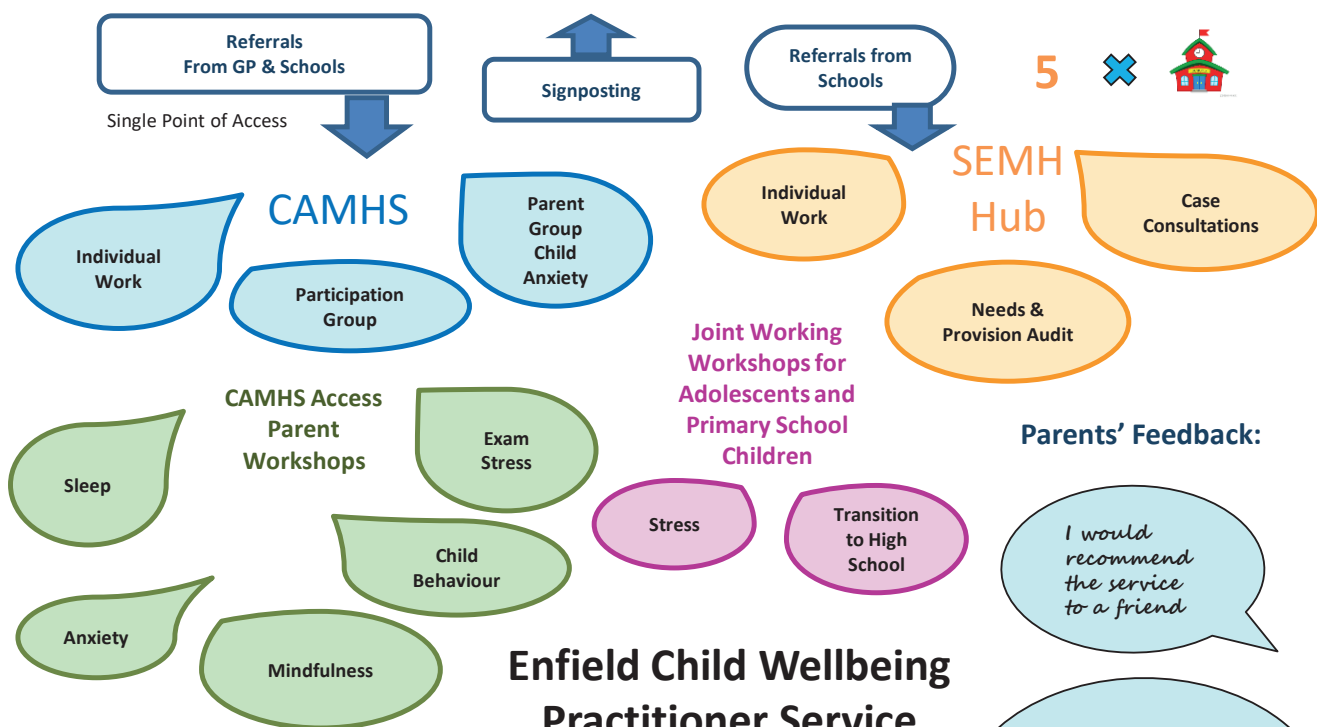 Referrals
From GP & Schools
Single Point of Access
Signposting
Referrals from
Schools
5
CAMHS
Individual
Work
Participation
Group
Parent
Group
Child
Anxiety
SEMH
Hub
Individual
Work
Case
Consultations
Needs &
Provision Audit
CAMHS Access
Parent
Workshops
Sleep
Exam
Stress
Child
Behaviour
Anxiety
Mindfulness
Joint Working
Workshops for
Adolescents and
Primary School
Children
Stress
Transition
to High
School
Parents’ Feedback:
I would
recommend
the service
to a friend
Enfield Child Wellbeing
Practitioner Service